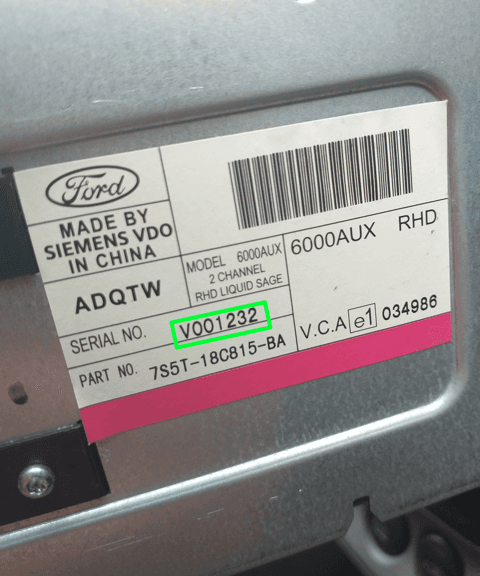 Ford
MADE BY
SIEMENS VDO
IN CHINA
ADQTW
MODEL 6000AUX
2 CHANNEL
RHD LIQUID SAGE
6000AUX RHD
SERIAL NO. V001232
PART NO. 7S5T-18C815-BA
V.C.A e1 034986